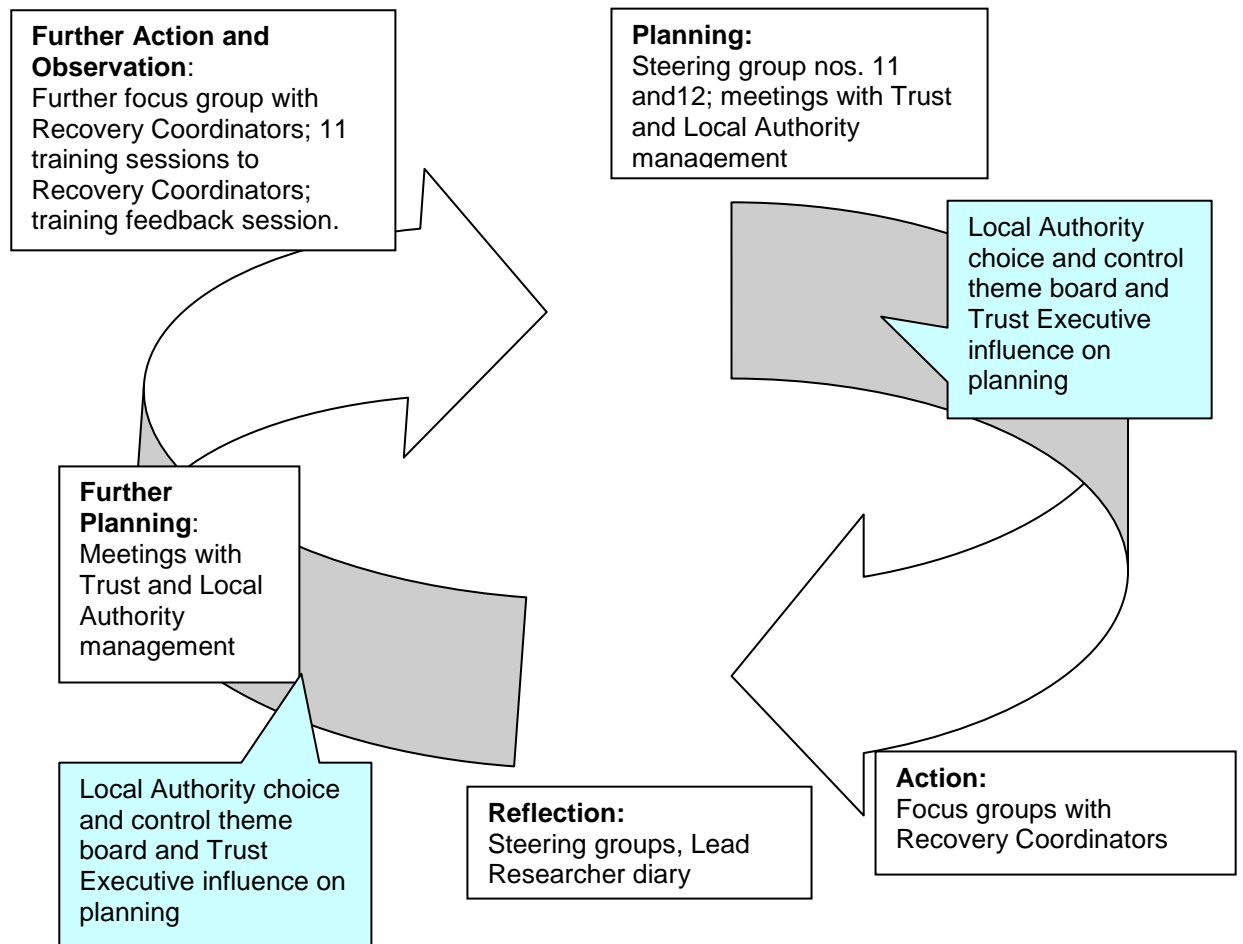 Further Action and
Observation:
Further focus group with
Recovery Coordinators; 11
training sessions to
Recovery Coordinators;
training feedback session.
Planning:
Steering group nos. 11
and12; meetings with Trust
and Local Authority
management
Local Authority
choice and control
theme board and
Trust Executive
influence on
planning
Further
Planning:
Meetings with
Trust and Local
Authority
management
Action:
Focus groups with
Recovery Coordinators
Reflection:
Steering groups, Lead
Researcher diary
Local Authority choice
and control theme
board and Trust
Executive influence on
planning